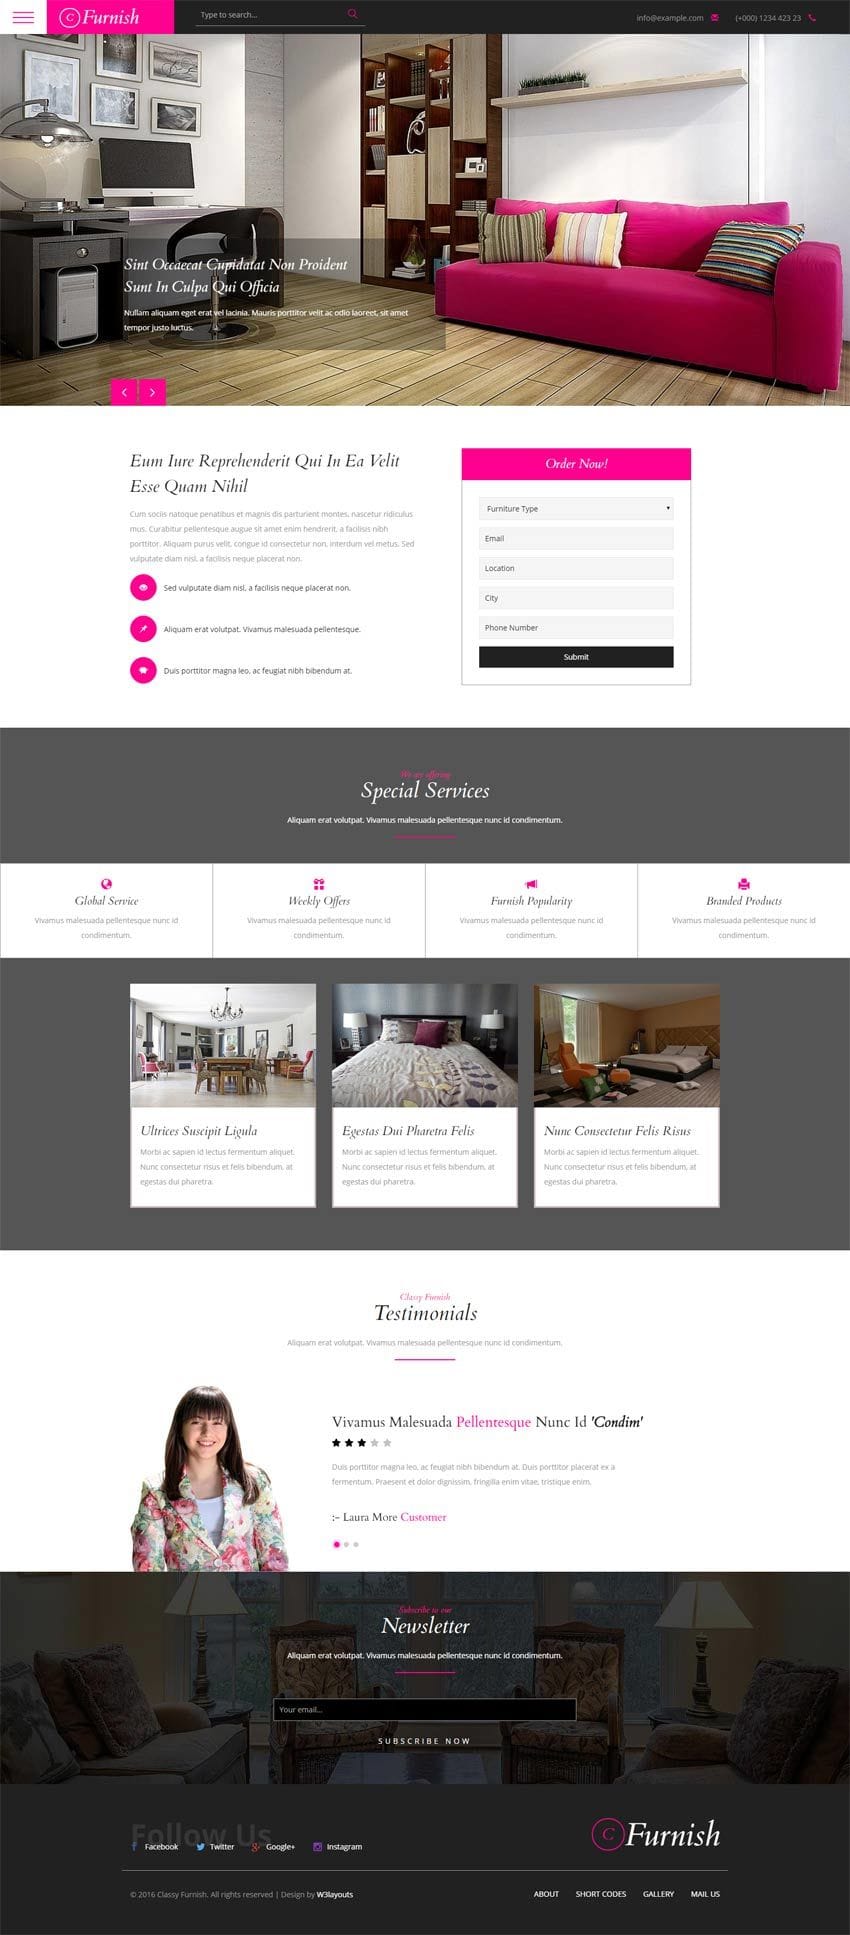 C Furnish
Type to search...
info@example.com
(+000) 1234 423 23
Sint Occaecat Cupidatat Non Proident
Sunt In Culpa Qui Officia
Nullam aliquam eget erat vel lacinia. Mauris porttitor velit ac odio laoreet, sit amet
tempor justo luctus.
Eum Iure Reprehenderit Qui In Ea Velit
Esse Quam Nihil
Cum sociis natoque penatibus et magnis dis parturient montes, nascetur ridiculus
mus. Curabitur pellentesque augue sit amet enim hendrerit, a facilisis nibh
porttitor. Aliquam purus velit, congue id consectetur non, interdum vel metus. Sed
vulputate diam nisl, a facilisis neque placerat non.
Sed vulputate diam nisl, a facilisis neque placerat non.
Aliquam erat volutpat. Vivamus malesuada pellentesque.
Duis porttitor magna leo, ac feugiat nibh bibendum at.
Order Now!
Furniture Type
Email
Location
City
Phone Number
Submit
We are offering
Special Services
Aliquam erat volutpat. Vivamus malesuada pellentesque nunc id condimentum.
Global Service
Vivamus malesuada pellentesque nunc id
condimentum.
Weekly Offers
Vivamus malesuada pellentesque nunc id
condimentum.
Furnish Popularity
Vivamus malesuada pellentesque nunc id
condimentum.
Branded Products
Vivamus malesuada pellentesque nunc id
condimentum.
Ultrices Suscipit Ligula
Morbi ac sapien id lectus fermentum aliquet.
Nunc consectetur risus et felis bibendum, at
egestas dui pharetra.
Egestas Dui Pharetra Felis
Morbi ac sapien id lectus fermentum aliquet.
Nunc consectetur risus et felis bibendum, at
egestas dui pharetra.
Nunc Consectetur Felis Risus
Morbi ac sapien id lectus fermentum aliquet.
Nunc consectetur risus et felis bibendum, at
egestas dui pharetra.
Classy Furnish
Testimonials
Aliquam erat volutpat. Vivamus malesuada pellentesque nunc id condimentum.
Vivamus Malesuada Pellentesque Nunc Id 'Condim'
Duis porttitor magna leo, ac feugiat nibh bibendum at. Duis porttitor placerat ex a
fermentum. Praesent et dolor dignissim, fringilla enim vitae, tristique enim.
:- Laura More Customer
Subscribe to our
Newsletter
Aliquam erat volutpat. Vivamus malesuada pellentesque nunc id condimentum.
Your email...
SUBSCRIBE NOW
Follow Us
Facebook
Twitter
Google+
Instagram
C Furnish
© 2016 Classy Furnish. All rights reserved | Design by W3layouts
ABOUT
SHORT CODES
GALLERY
MAIL US